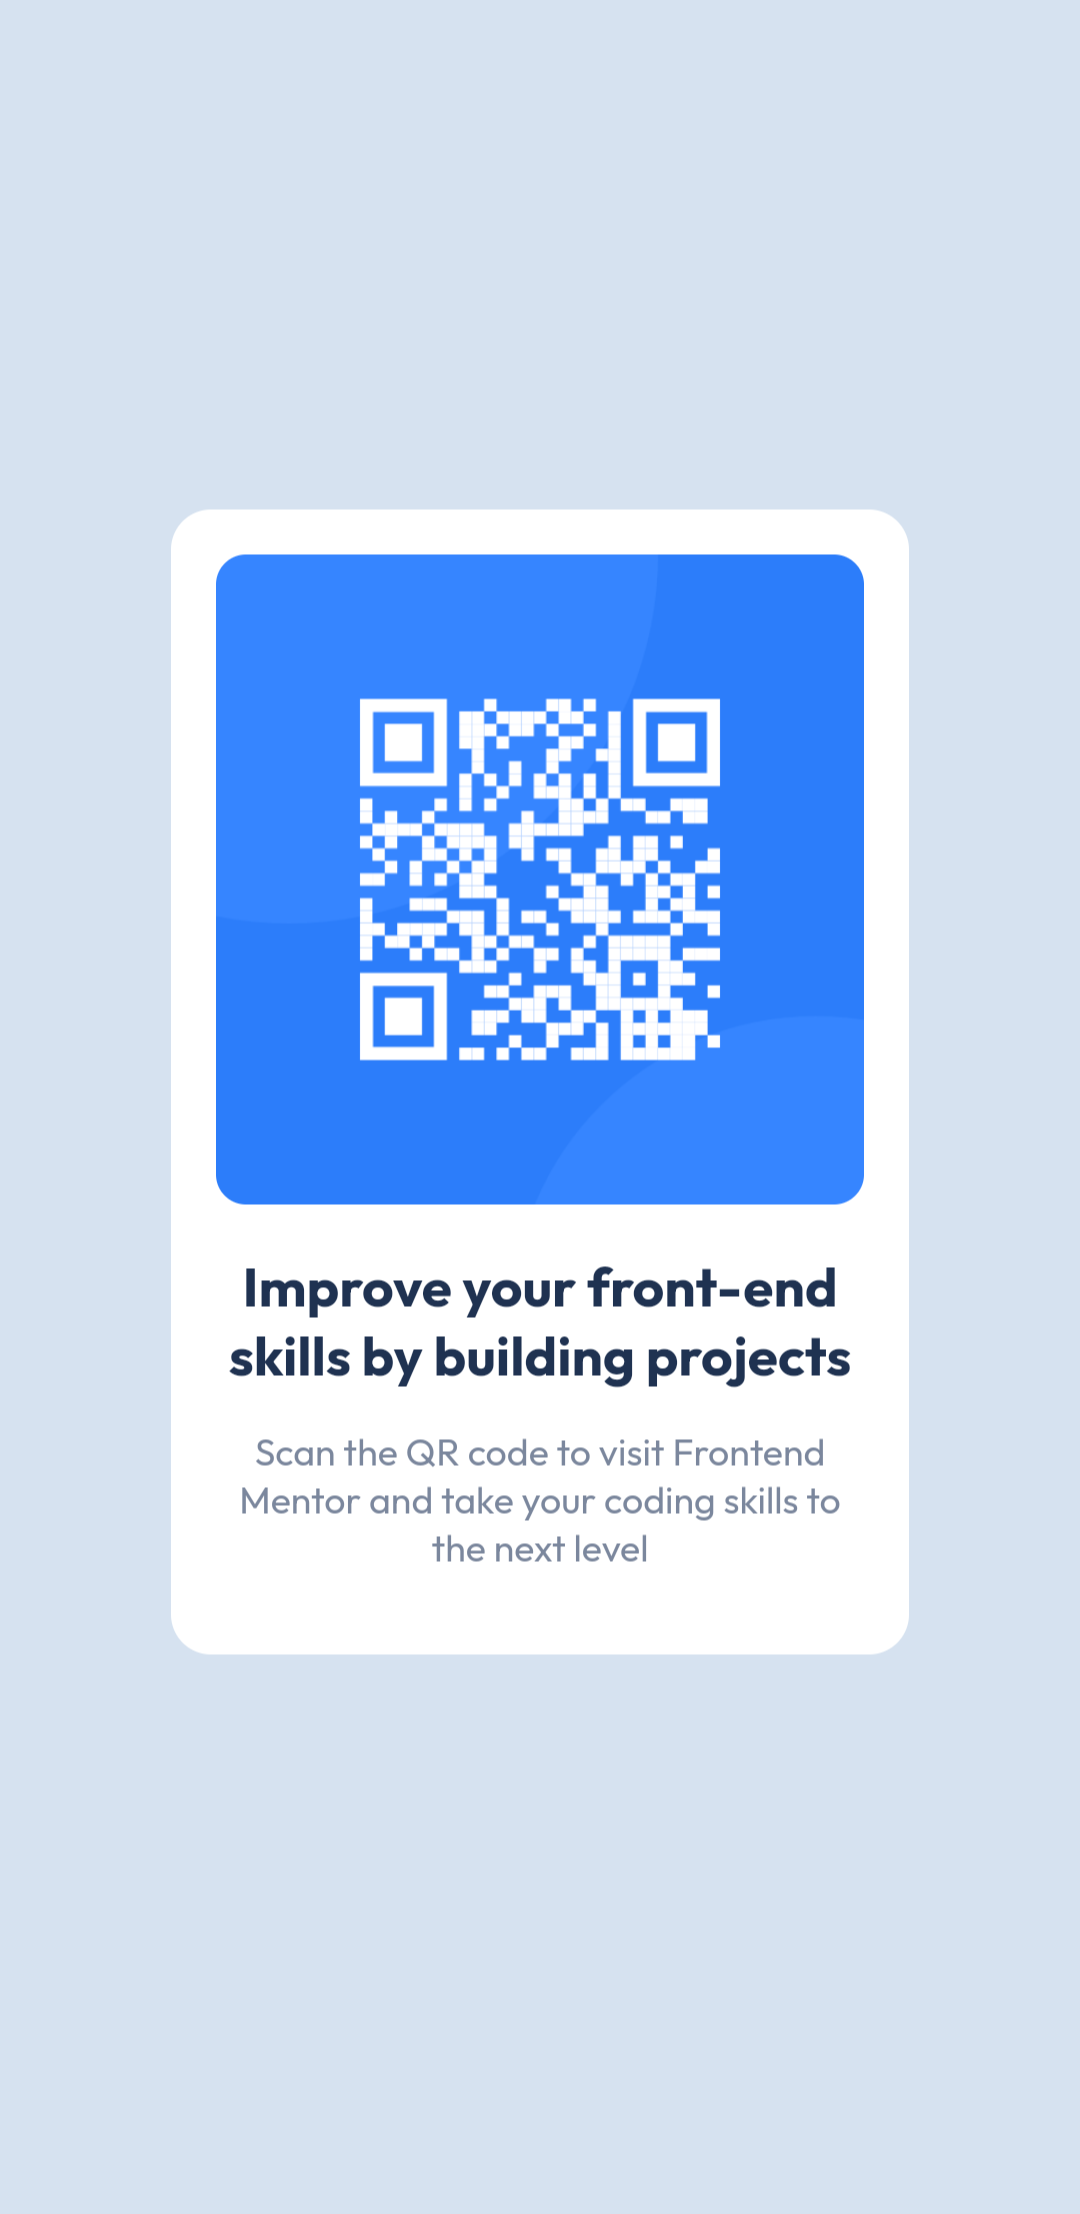 Improve your front-end
skills by building projects
Scan the QR code to visit Frontend
Mentor and take your coding skills to
the next level